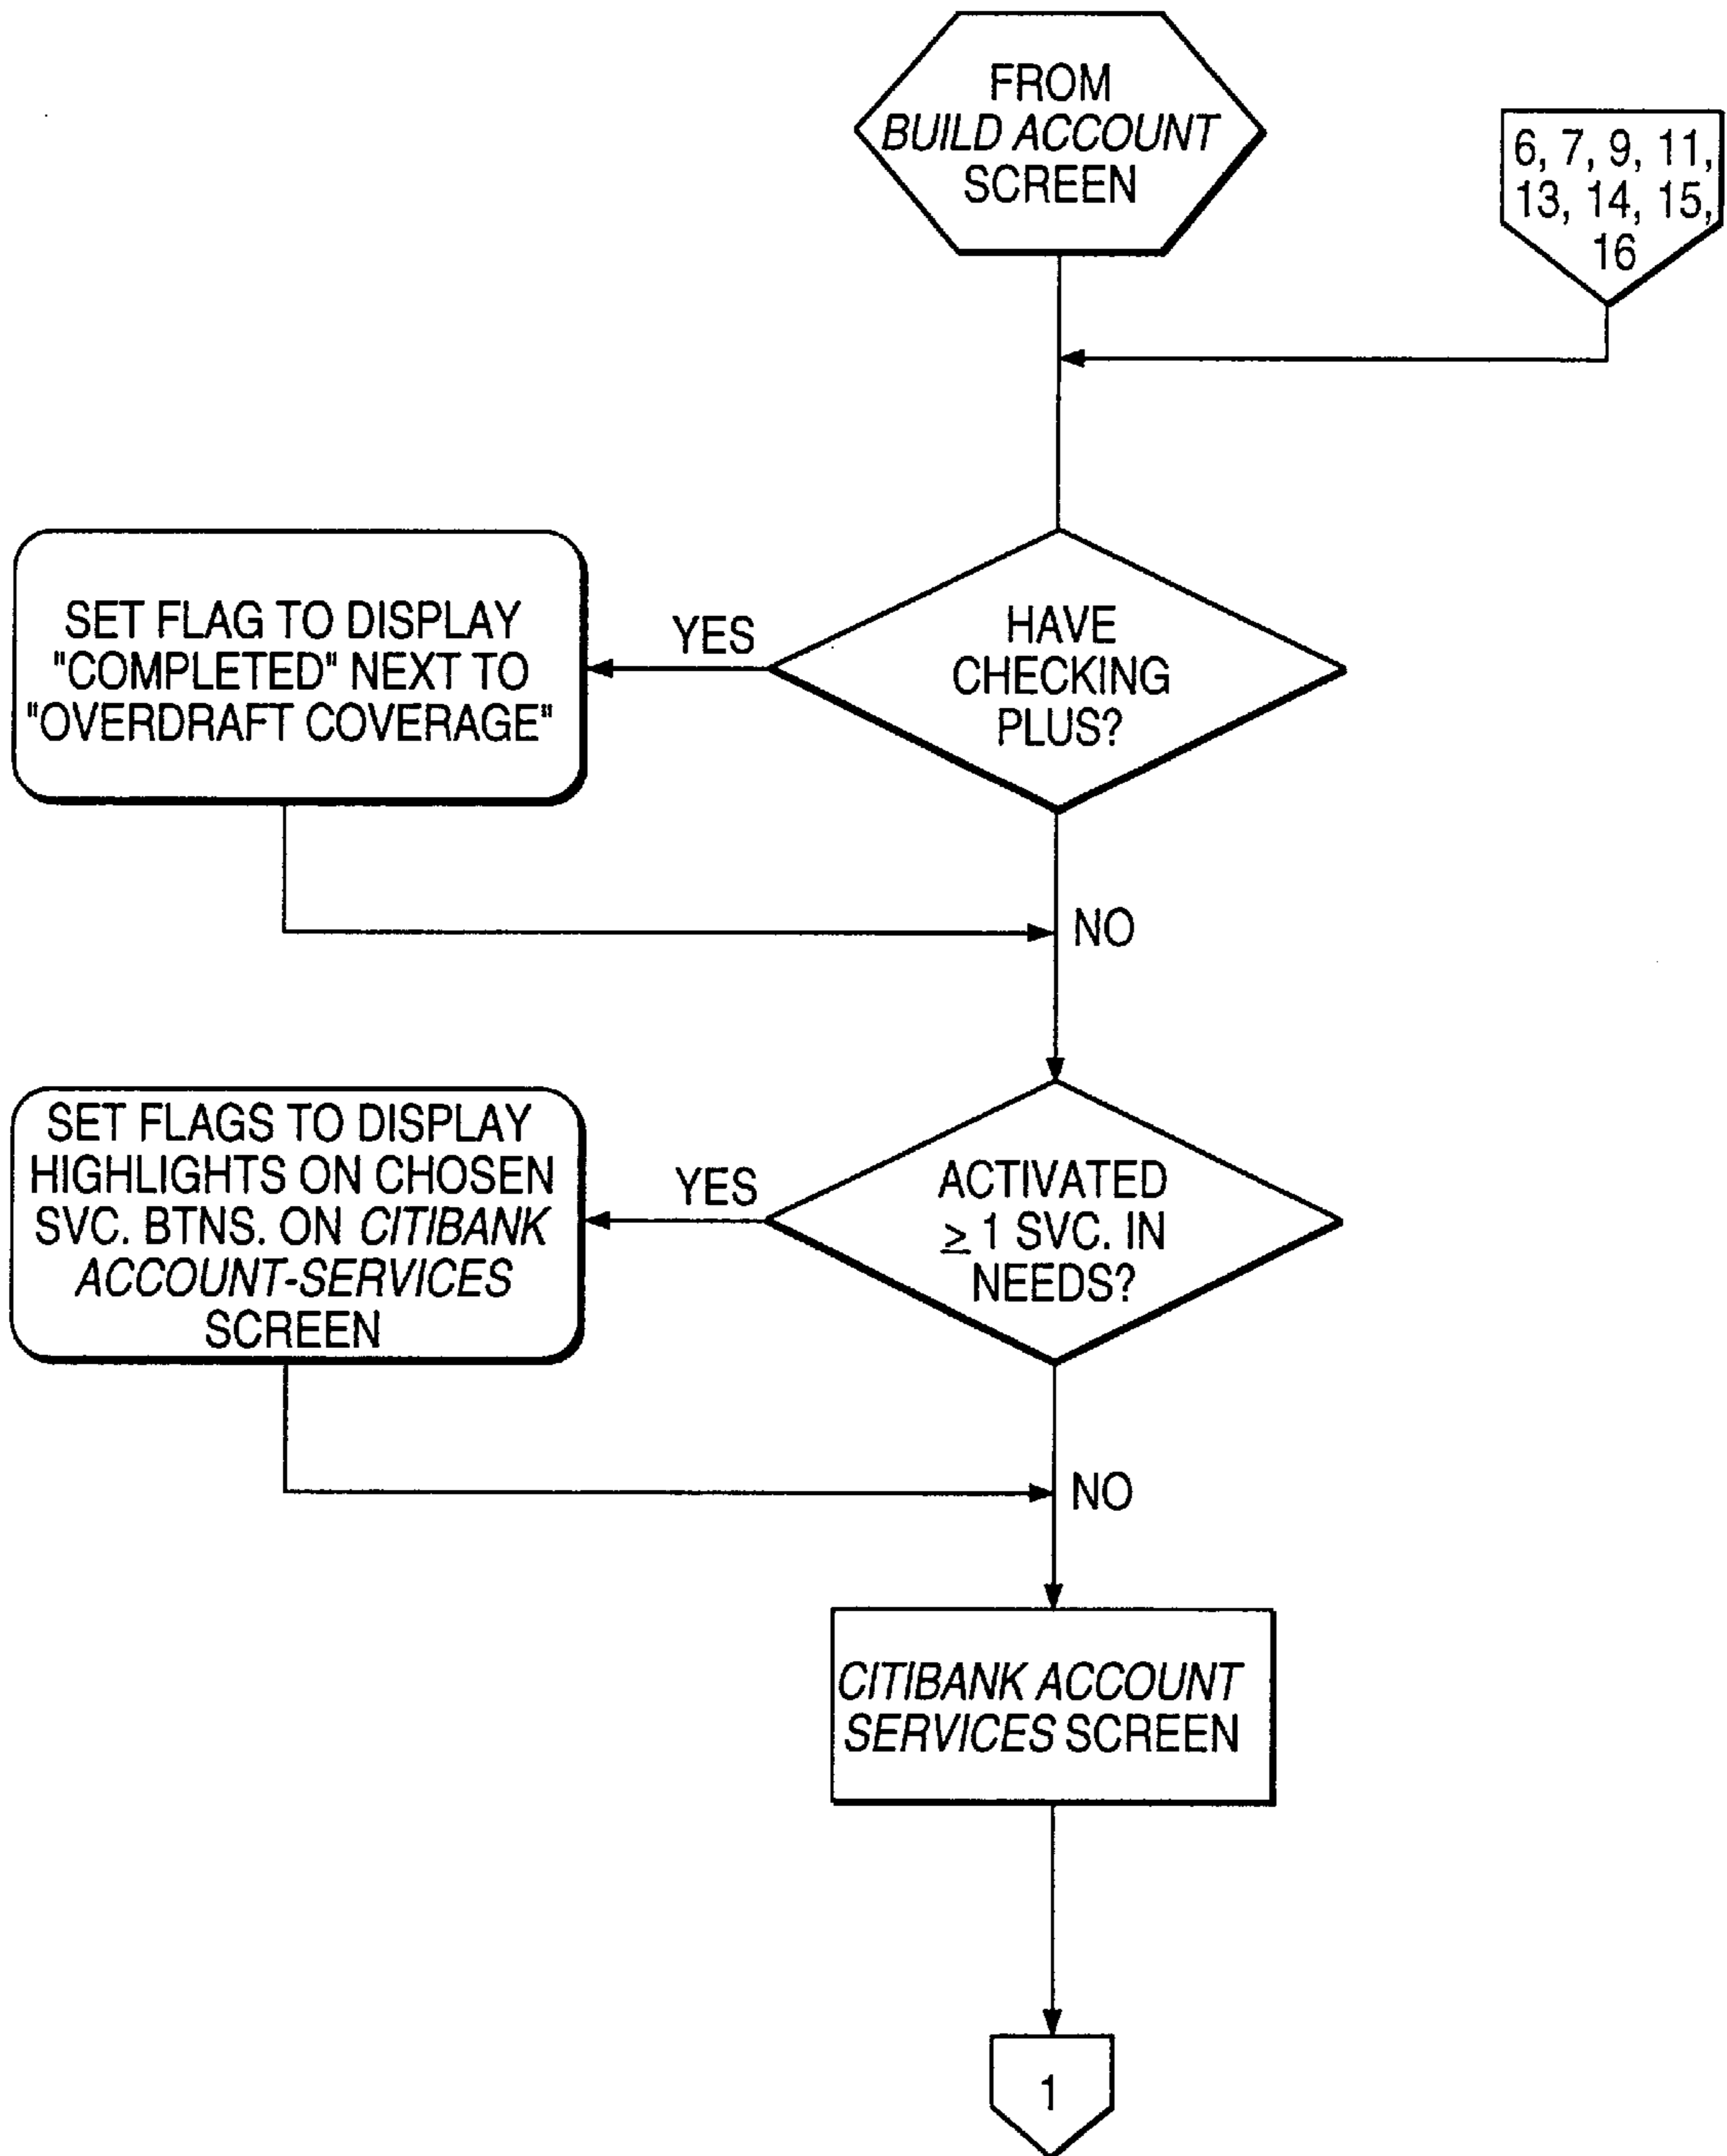 FROM
BUILD ACCOUNT
SCREEN
6, 7, 9, 11,
13, 14, 15,
16
SET FLAG TO DISPLAY
"COMPLETED" NEXT TO
"OVERDRAFT COVERAGE"
YES
HAVE
CHECKING
PLUS?
NO
SET FLAGS TO DISPLAY
HIGHLIGHTS ON CHOSEN
SVC. BTNS. ON CITIBANK
ACCOUNT-SERVICES
SCREEN
YES
ACTIVATED
≥ 1 SVC. IN
NEEDS?
NO
CITIBANK ACCOUNT
SERVICES SCREEN
1